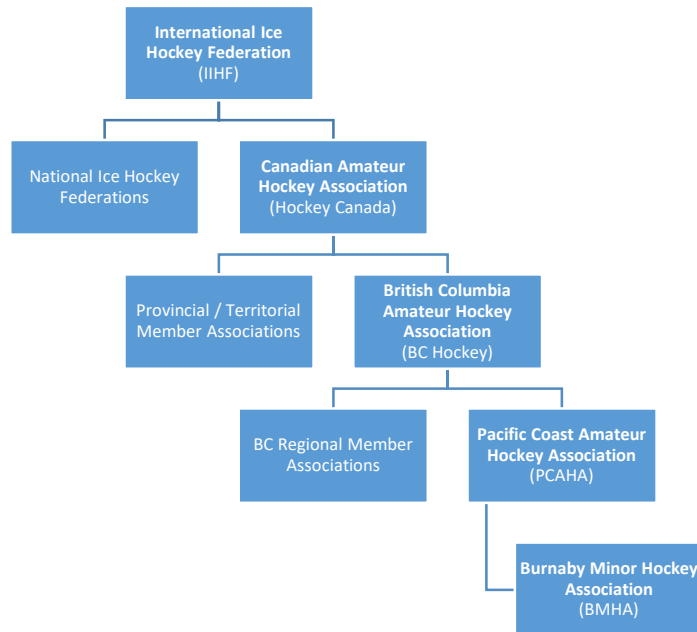 International Ice
Hockey Federation
(IIHF)
National Ice Hockey
Federations
Canadian Amateur
Hockey Association
(Hockey Canada)
Provincial / Territorial
Member Associations
British Columbia
Amateur Hockey
Association
(BC Hockey)
BC Regional Member
Associations
Pacific Coast Amateur
Hockey Association
(PCAHA)
Burnaby Minor Hockey
Association
(BMHA)